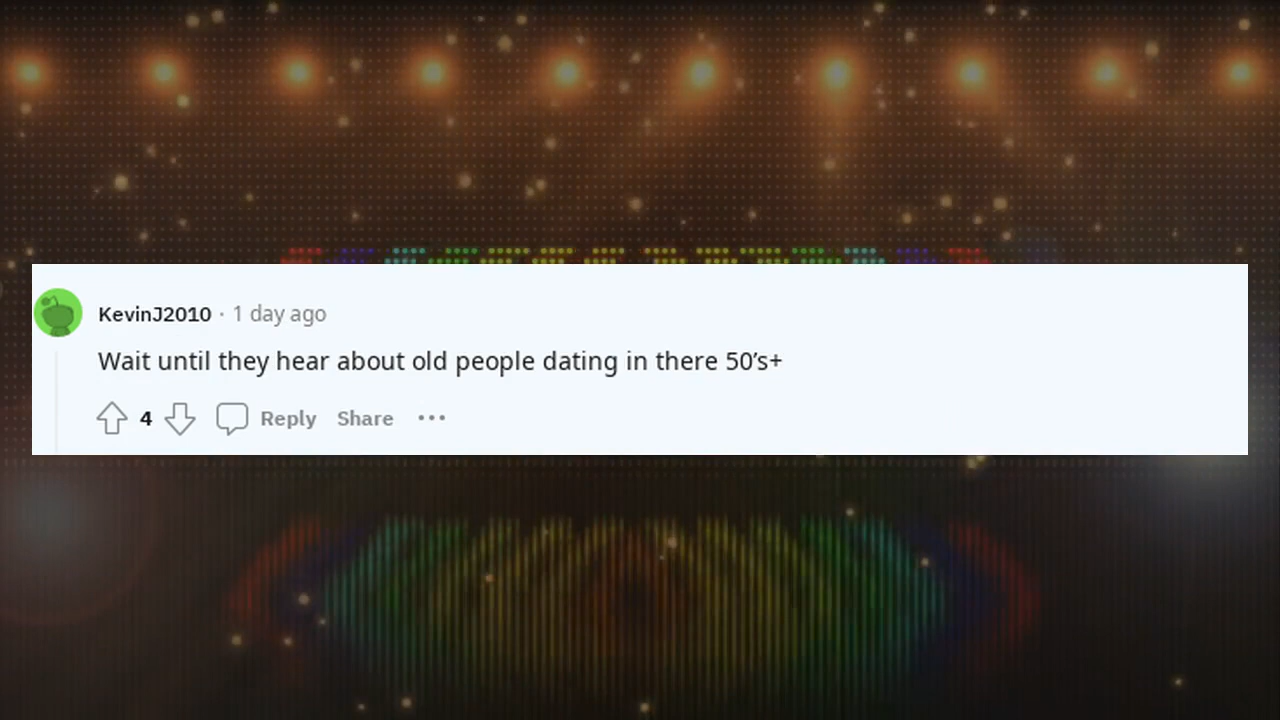 KevinJ2010 · 1 day ago
Wait until they hear about old people dating in there 50’s+
4 Reply Share ···